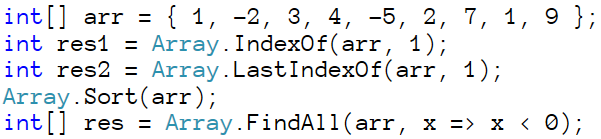 int[] arr = { 1, -2, 3, 4, -5, 2, 7, 1, 9 };
int res1 = Array.IndexOf(arr, 1);
int res2 = Array.LastIndexOf(arr, 1);
Array.Sort(arr);
int[] res = Array.FindAll(arr, x => x < 0);